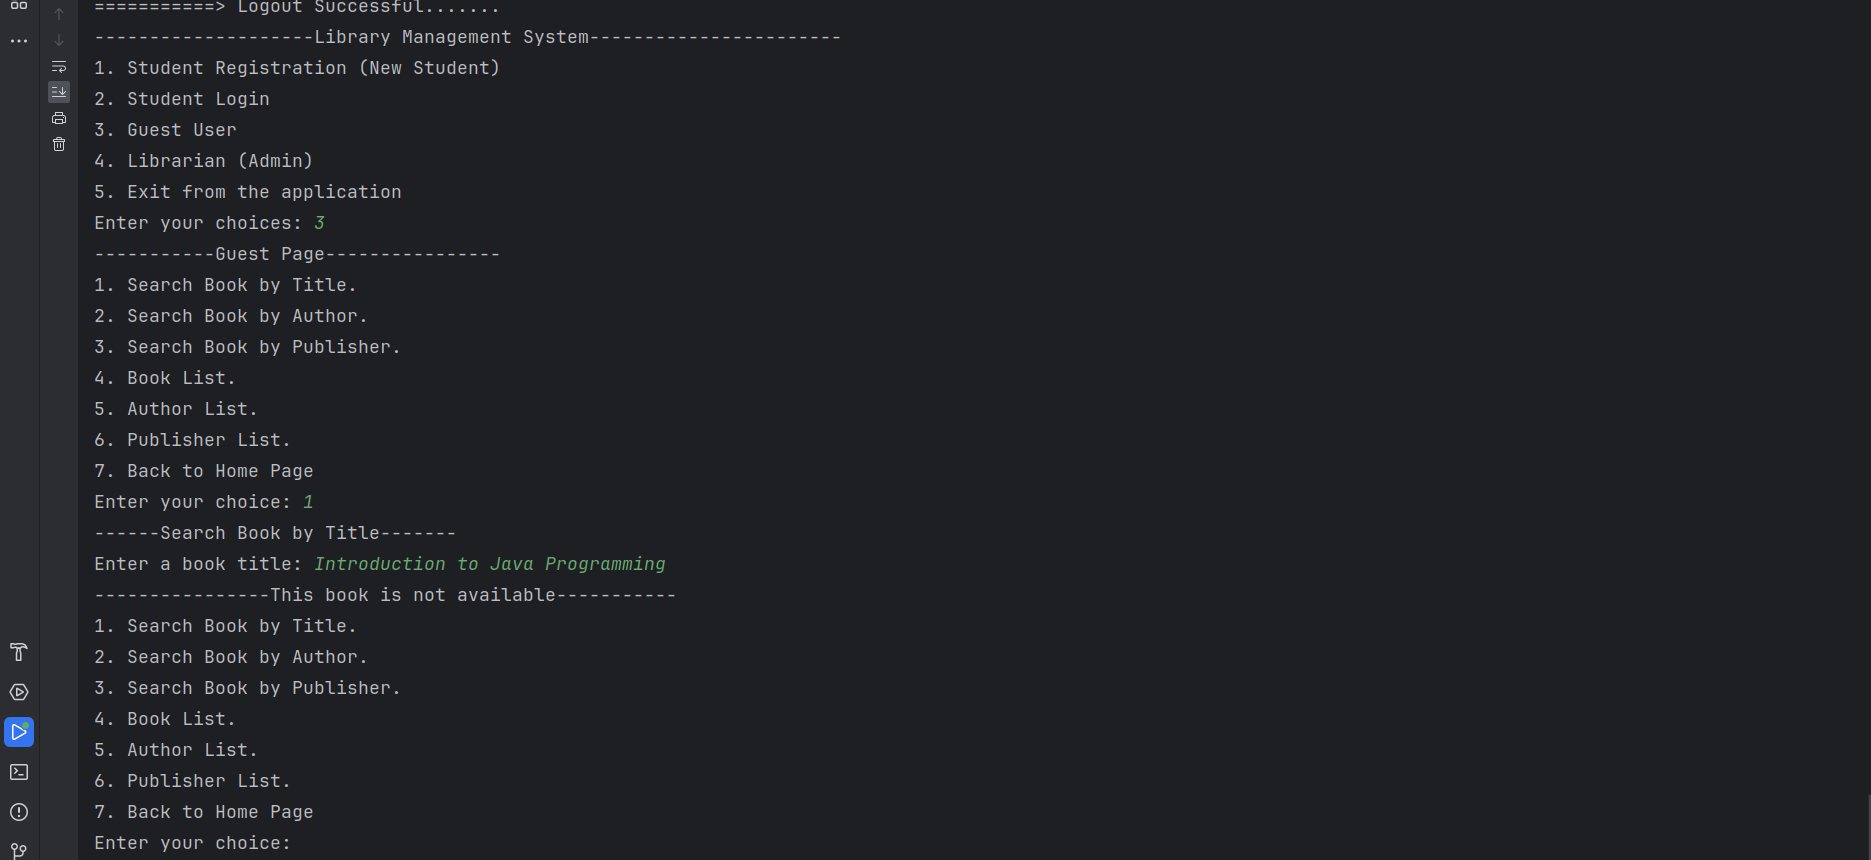 ===========> Logout Successful.......
--------------------Library Management System-----------------------
1. Student Registration (New Student)
2. Student Login
3. Guest User
4. Librarian (Admin)
5. Exit from the application
Enter your choices: 3
-----------Guest Page----------------
1. Search Book by Title.
2. Search Book by Author.
3. Search Book by Publisher.
4. Book List.
5. Author List.
6. Publisher List.
7. Back to Home Page
Enter your choice: 1
------Search Book by Title-------
Enter a book title: Introduction to Java Programming
----------------This book is not available-----------
1. Search Book by Title.
2. Search Book by Author.
3. Search Book by Publisher.
4. Book List.
5. Author List.
6. Publisher List.
7. Back to Home Page
Enter your choice: